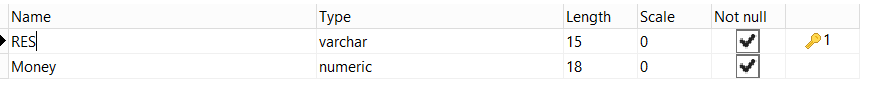 Name Type Length Scale Not null
RES varchar 15 0 1
Money numeric 18 0